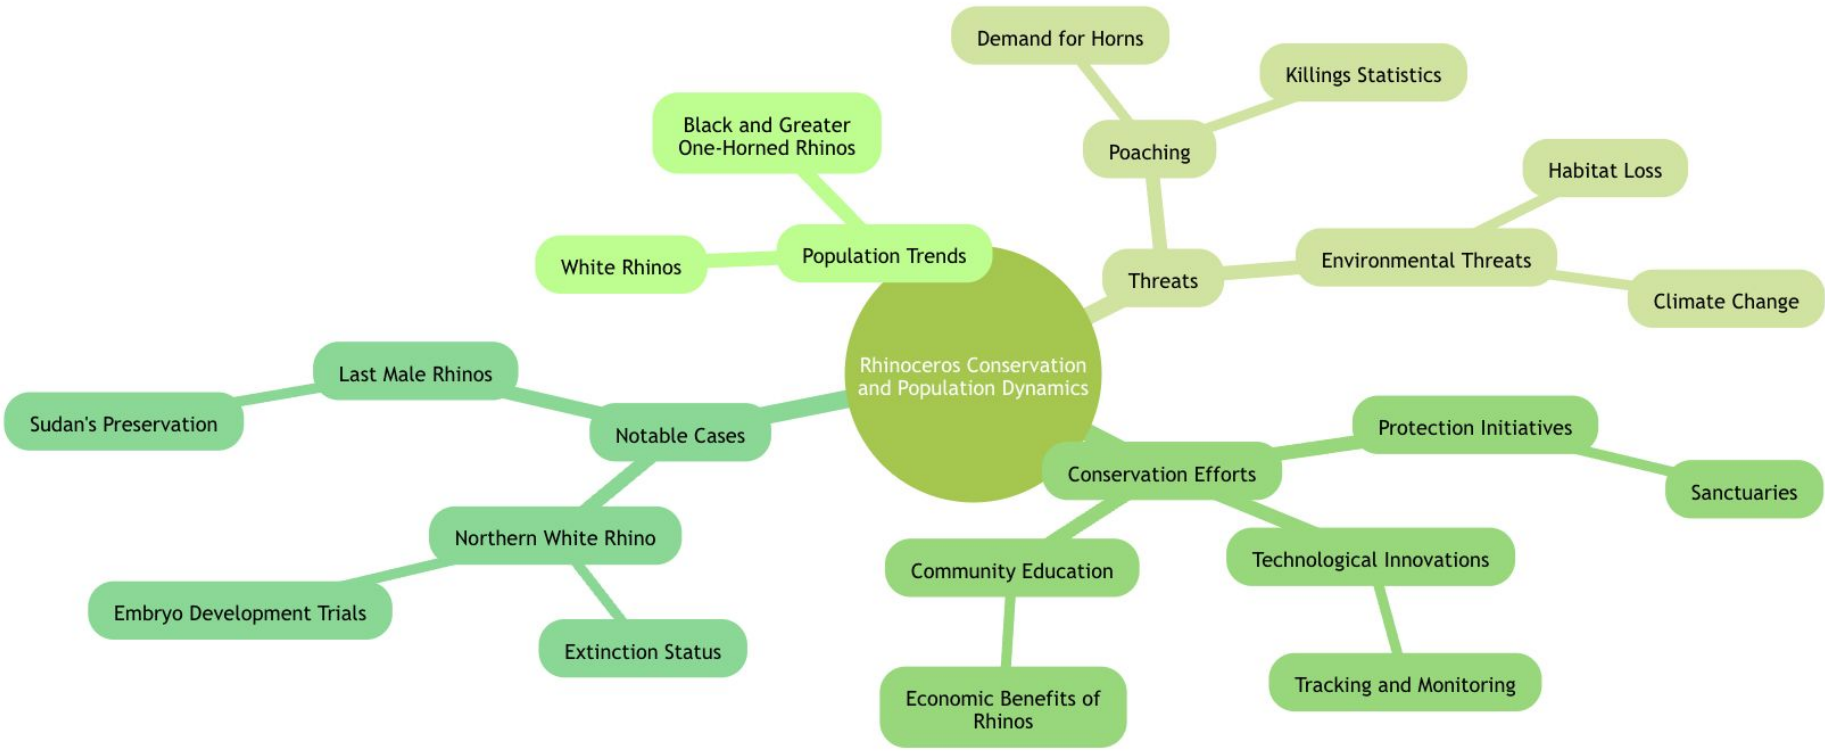 Rhinoceros Conservation
and Population Dynamics
Population Trends
Black and Greater
One-Horned Rhinos
White Rhinos
Threats
Poaching
Demand for Horns
Killings Statistics
Environmental Threats
Habitat Loss
Climate Change
Conservation Efforts
Protection Initiatives
Sanctuaries
Technological Innovations
Tracking and Monitoring
Community Education
Economic Benefits of
Rhinos
Notable Cases
Last Male Rhinos
Sudan's Preservation
Northern White Rhino
Embryo Development Trials
Extinction Status